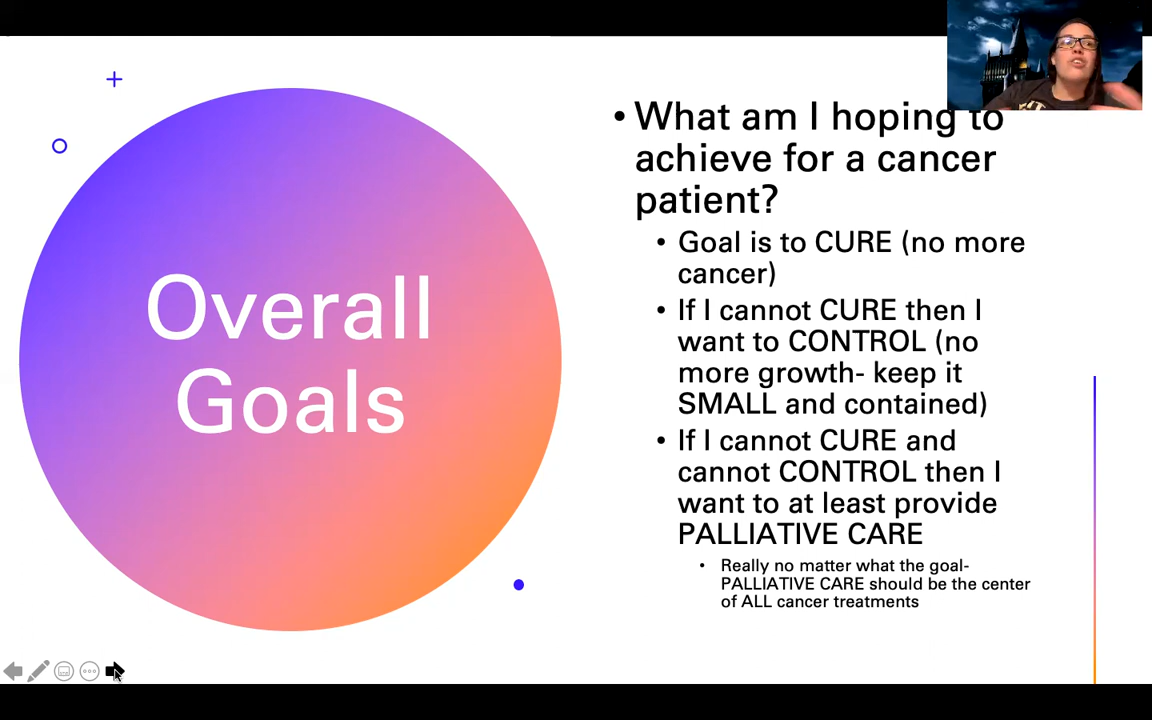 Overall
Goals
• What am I hoping to
achieve for a cancer
patient?
• Goal is to CURE (no more
cancer)
• If I cannot CURE then I
want to CONTROL (no
more growth- keep it
SMALL and contained)
• If I cannot CURE and
cannot CONTROL then I
want to at least provide
PALLIATIVE CARE
• Really no matter what the goal-
PALLIATIVE CARE should be the center
of ALL cancer treatments